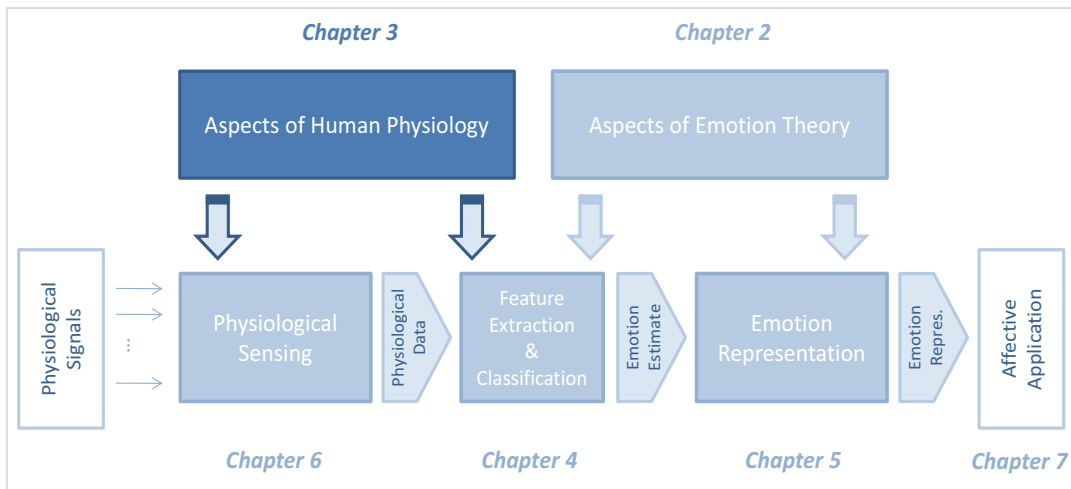 Chapter 3
Chapter 2
Aspects of Human Physiology
Aspects of Emotion Theory
Physiological
Signals
...
Physiological
Sensing
Physiological
Data
Feature
Extraction
&
Classification
Emotion
Estimate
Emotion
Representation
Emotion
Repres.
Affective
Application
Chapter 6
Chapter 4
Chapter 5
Chapter 7